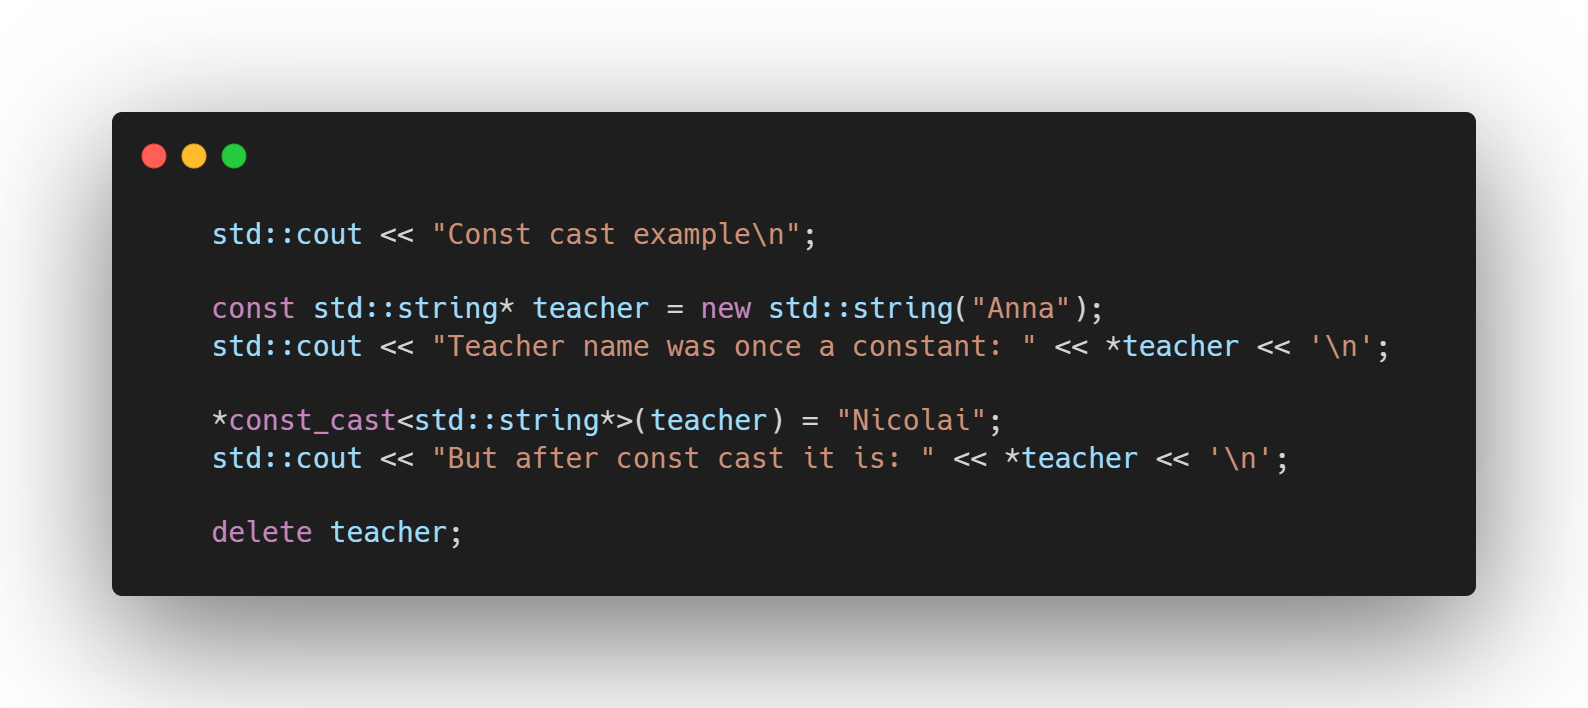 std::cout << "Const cast example\n";
const std::string* teacher = new std::string("Anna");
std::cout << "Teacher name was once a constant: " << *teacher << '\n';
*const_cast<std::string*>(teacher) = "Nicolai";
std::cout << "But after const cast it is: " << *teacher << '\n';
delete teacher;